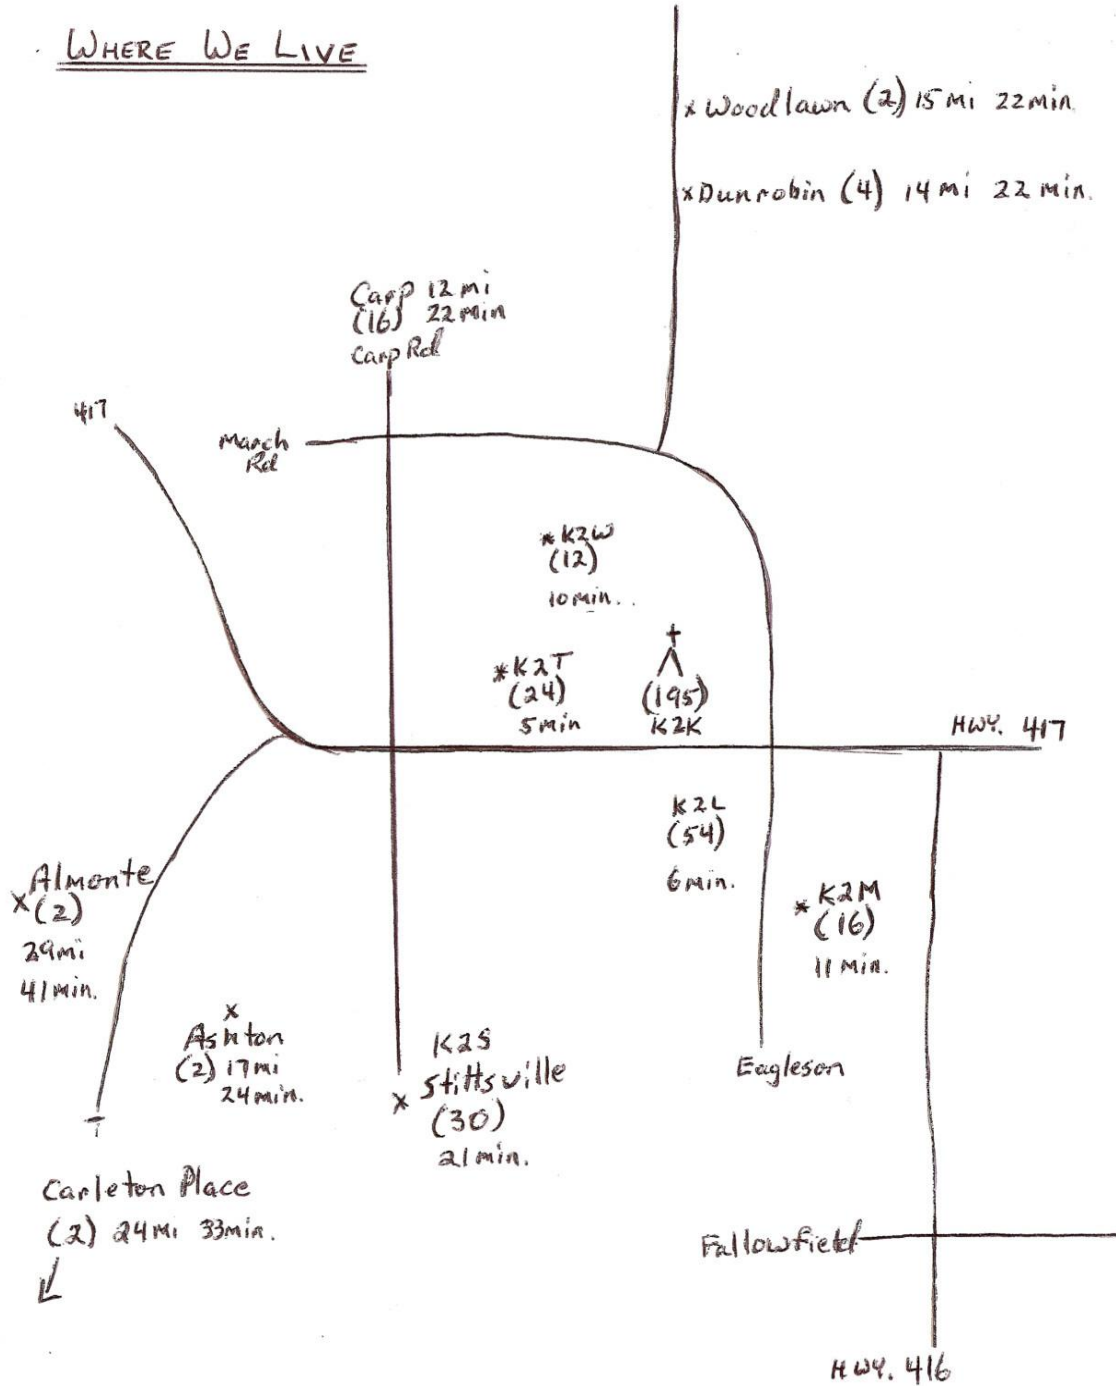 WHERE WE LIVE
x Woodlawn (2) 15 mi 22 min.
x Dunrobin (4) 14 mi 22 min.
Carp 12 mi
(16) 22 min
Carp Rd
417
March
Rd
* K2W
(12)
10 min..
* K2T
(24)
5 min
(195)
K2K
HWY. 417
K2L
(54)
6 min.
x Almonte
(2)
29 mi
41 min.
* K2M
(16)
11 min.
x
Ashton
(2) 17 mi
24 min.
K2S
x Stittsville
(30)
21 min.
Eagleson
Carleton Place
(2) 24 mi 33 min.
Fallowfield
HWY. 416